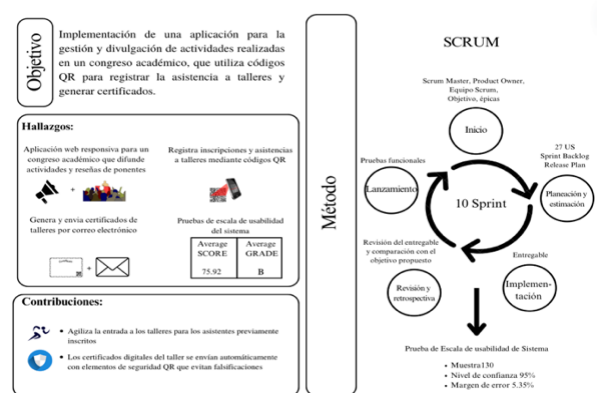 Objetivo
Implementación de una aplicación para la
gestión y divulgación de actividades realizadas
en un congreso académico, que utiliza códigos
QR para registrar la asistencia a talleres y
generar certificados.
Hallazgos:
Aplicación web responsiva para un
congreso académico que difunde
actividades y reseñas de ponentes
+
Registra inscripciones y asistencias
a talleres mediante códigos QR
Genera y envia certificados de
talleres por correo electrónico
+
Pruebas de escala de usabilidad
del sistema
Average SCORE
Average GRADE
75.92
B
Contribuciones:
• Agiliza la entrada a los talleres para los asistentes previamente
inscritos
• Los certificados digitales del taller se envían automáticamente
con elementos de seguridad QR que evitan falsificaciones
Método
SCRUM
Scrum Master, Product Owner,
Equipo Scrum,
Objetivo, épicas
Inicio
27 US
Sprint Backlog
Release Plan
Planeación y
estimación
Pruebas funcionales
Lanzamiento
10 Sprint
Revisión del entregable
y comparación con el
objetivo propuesto
Revisión y
retrospectiva
Entregable
Implemen-
tación
Prueba de Escala de usabilidad de Sistema
• Muestra130
• Nivel de confianza 95%
• Margen de error 5.35%